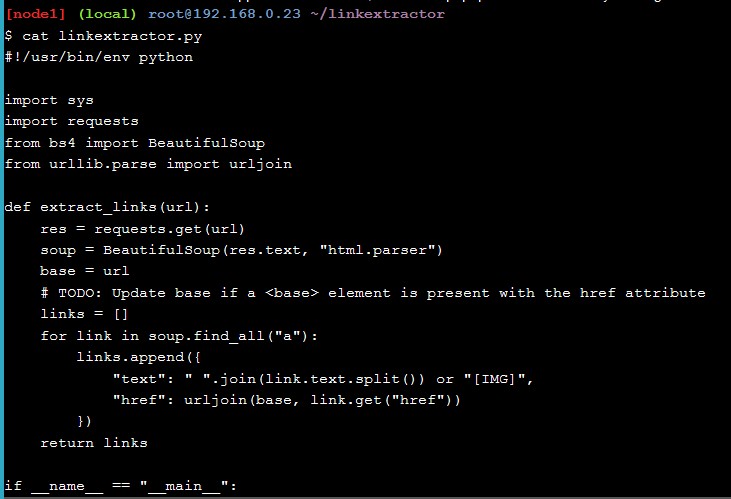 [node1] (local) root@192.168.0.23 ~/linkextractor
$ cat linkextractor.py
#!/usr/bin/env python

import sys
import requests
from bs4 import BeautifulSoup
from urllib.parse import urljoin

def extract_links(url):
    res = requests.get(url)
    soup = BeautifulSoup(res.text, "html.parser")
    base = url
    # TODO: Update base if a <base> element is present with the href attribute
    links = []
    for link in soup.find_all("a"):
        links.append({
            "text": " ".join(link.text.split()) or "[IMG]",
            "href": urljoin(base, link.get("href"))
        })
    return links

if __name__ == "__main__":